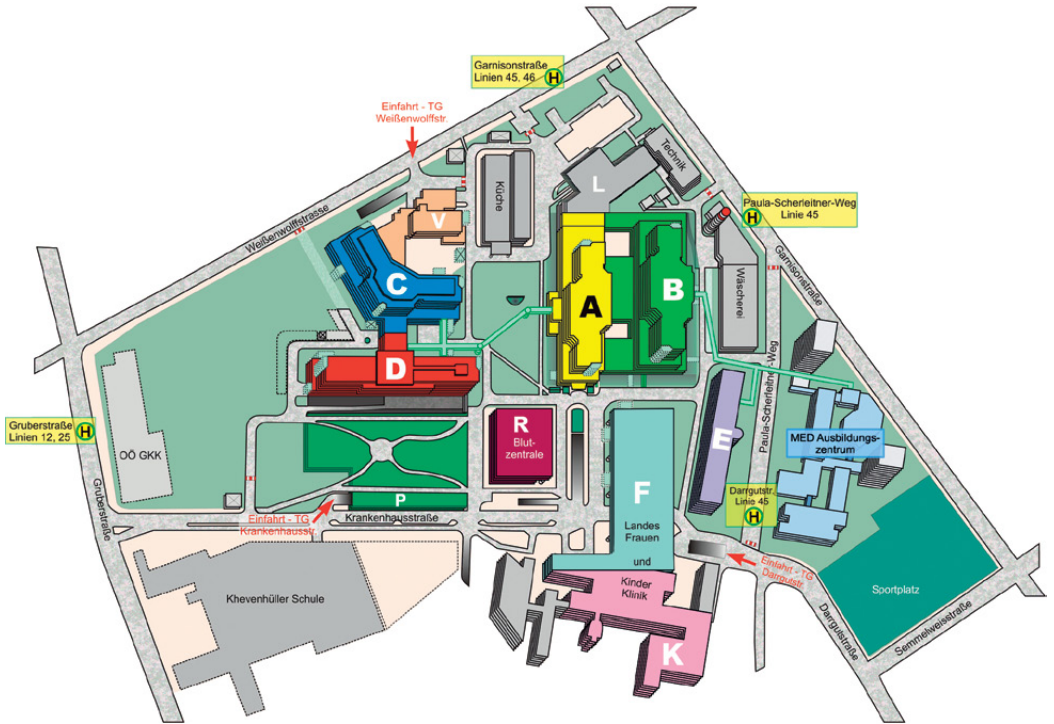 Garnisonstraße
Linien 45, 46
H
Einfahrt - TG
Weißenwolffstr.
Technik
Küche
L
Paula-Scherleitner-Weg
Linie 45
H
V
Weißenwolffstrasse
Garnisonstraße
C
A
B
Wäscherei
D
Paula-Scherleitner-Weg
Gruberstraße
Linien 12, 25
H
OÖ GKK
R
Blut-
zentrale
E
MED Ausbildungs-
zentrum
F
Landes
Frauen
und
Darrgutstr.
Linie 45
H
P
Einfahrt - TG
Krankenhausstr.
Krankenhausstraße
Gruberstraße
Einfahrt - TG
Darrgutstr.
Khevenhüller Schule
Kinder
Klinik
K
Sportplatz
Darrgutstraße
Semmelweisstraße